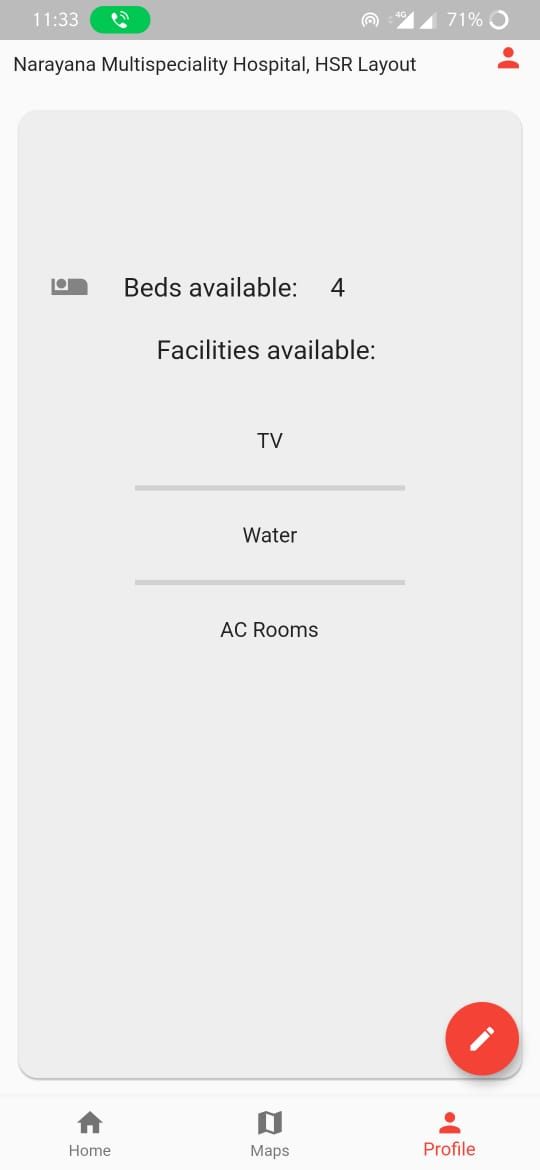 11:33 4G 71%
Narayana Multispeciality Hospital, HSR Layout
Beds available: 4
Facilities available:
TV
Water
AC Rooms
Home Maps Profile